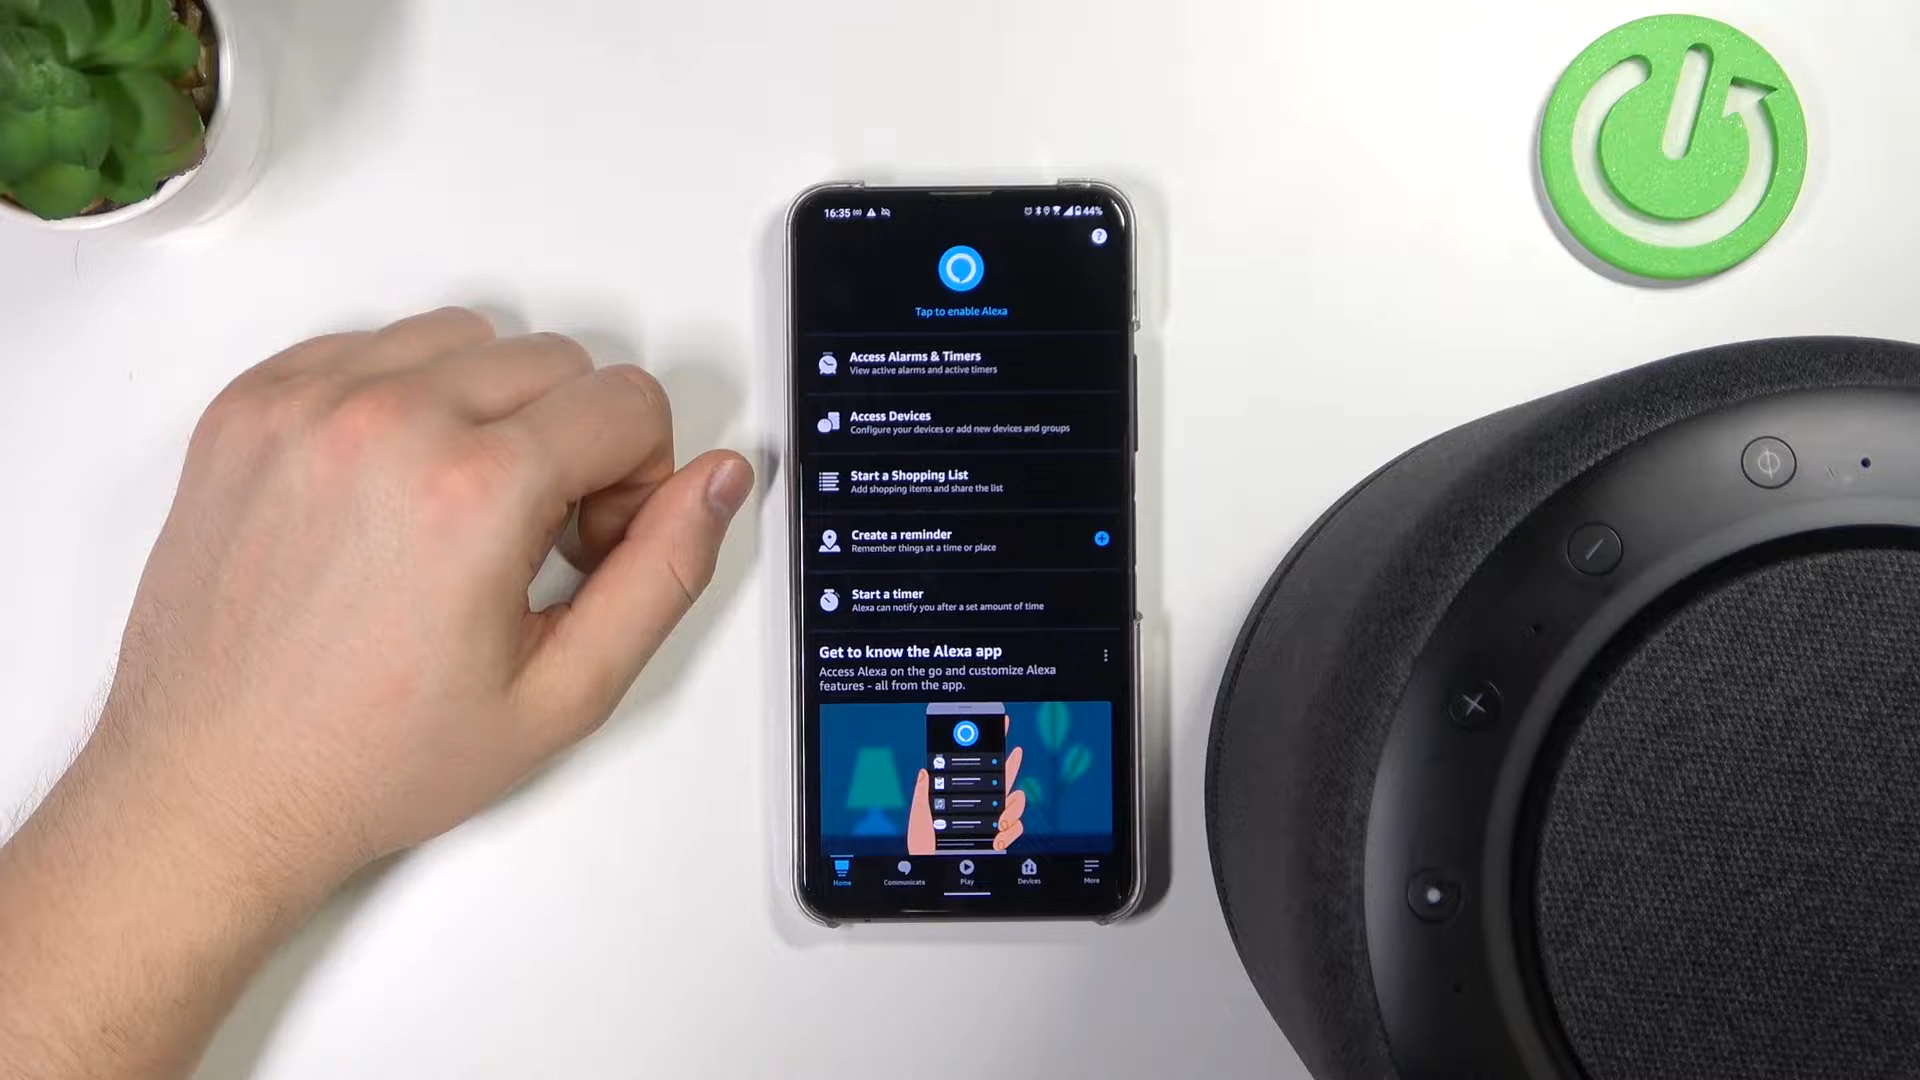 16:35
44%
?
Tap to enable Alexa
Access Alarms & Timers
View active alarms and active timers
Access Devices
Configure your devices or add new devices and groups
Start a Shopping List
Add shopping items and share the list
Create a reminder
Remember things at a time or place
Start a timer
Alexa can notify you after a set amount of time
Get to know the Alexa app
Access Alexa on the go and customize Alexa
features - all from the app.
Home
Communicate
Play
Devices
More